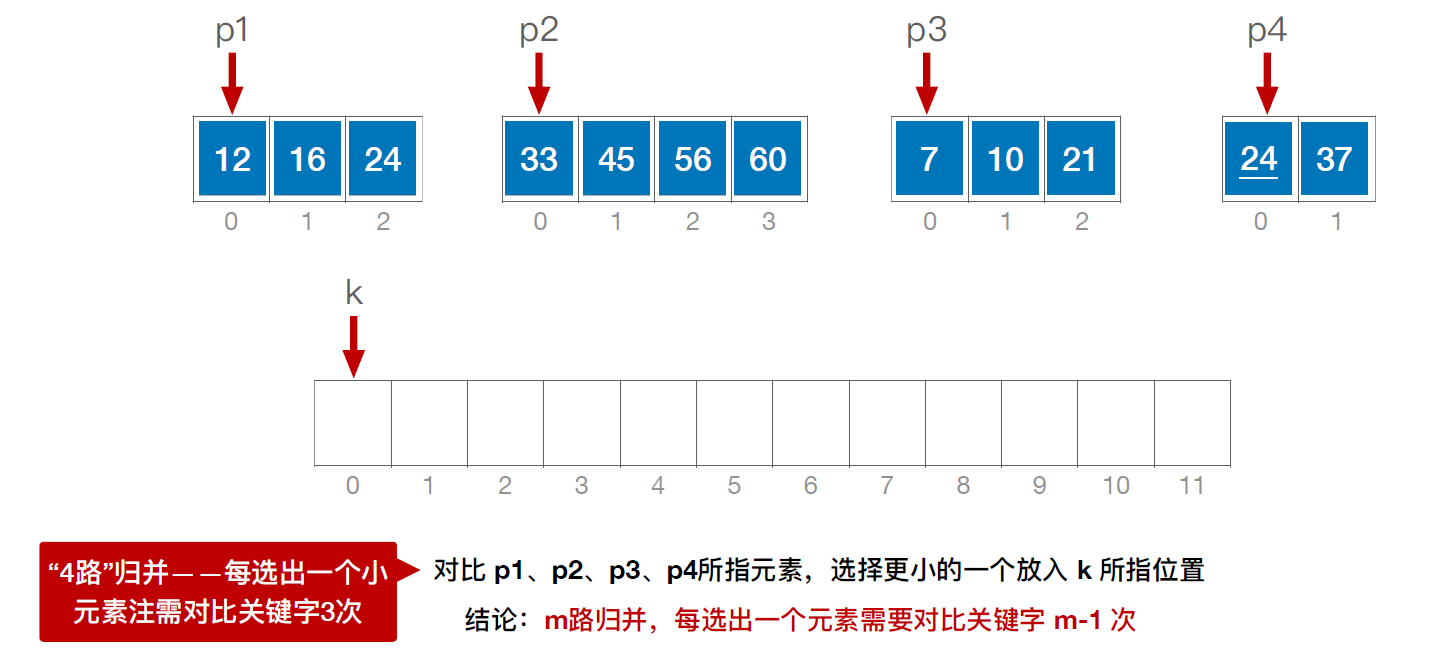 p1 p2 p3 p4
12 16 24 33 45 56 60 7 10 21 24 37
0 1 2 0 1 2 3 0 1 2 0 1
k
0 1 2 3 4 5 6 7 8 9 10 11
“4路”归并——每选出一个小
元素注需对比关键字3次
对比 p1、p2、p3、p4所指元素，选择更小的一个放入 k 所指位置
结论：m路归并，每选出一个元素需要对比关键字 m-1 次